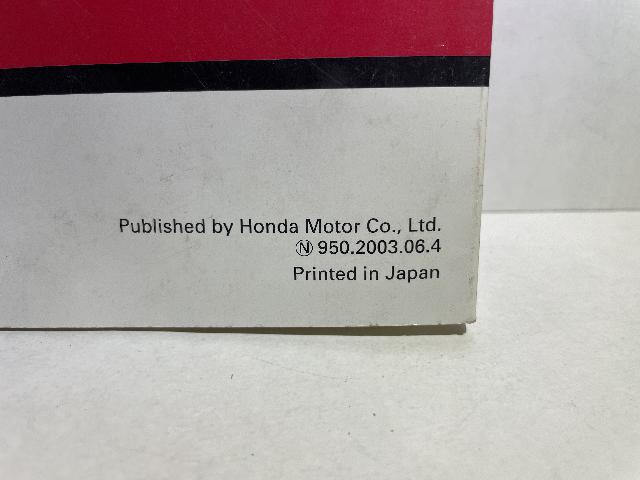 Published by Honda Motor Co., Ltd.
Ⓝ 950.2003.06.4
Printed in Japan